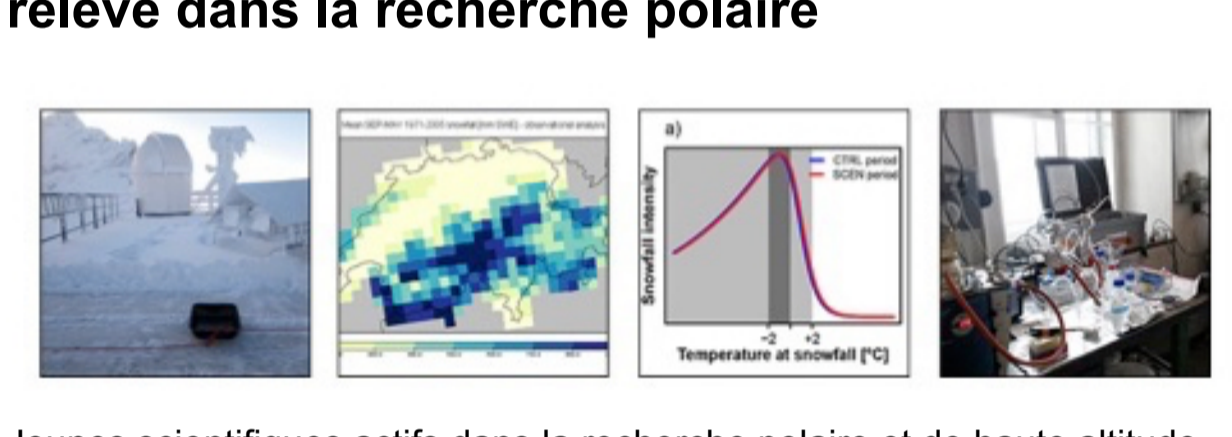 relève dans la recherche polaire
a)
CTRL period
SCEN period
Snowfall intensity
-2 +2
Temperature at snowfall [°C]
Jeunes scientifiques actifs dans la recherche polaire et de haute altitude